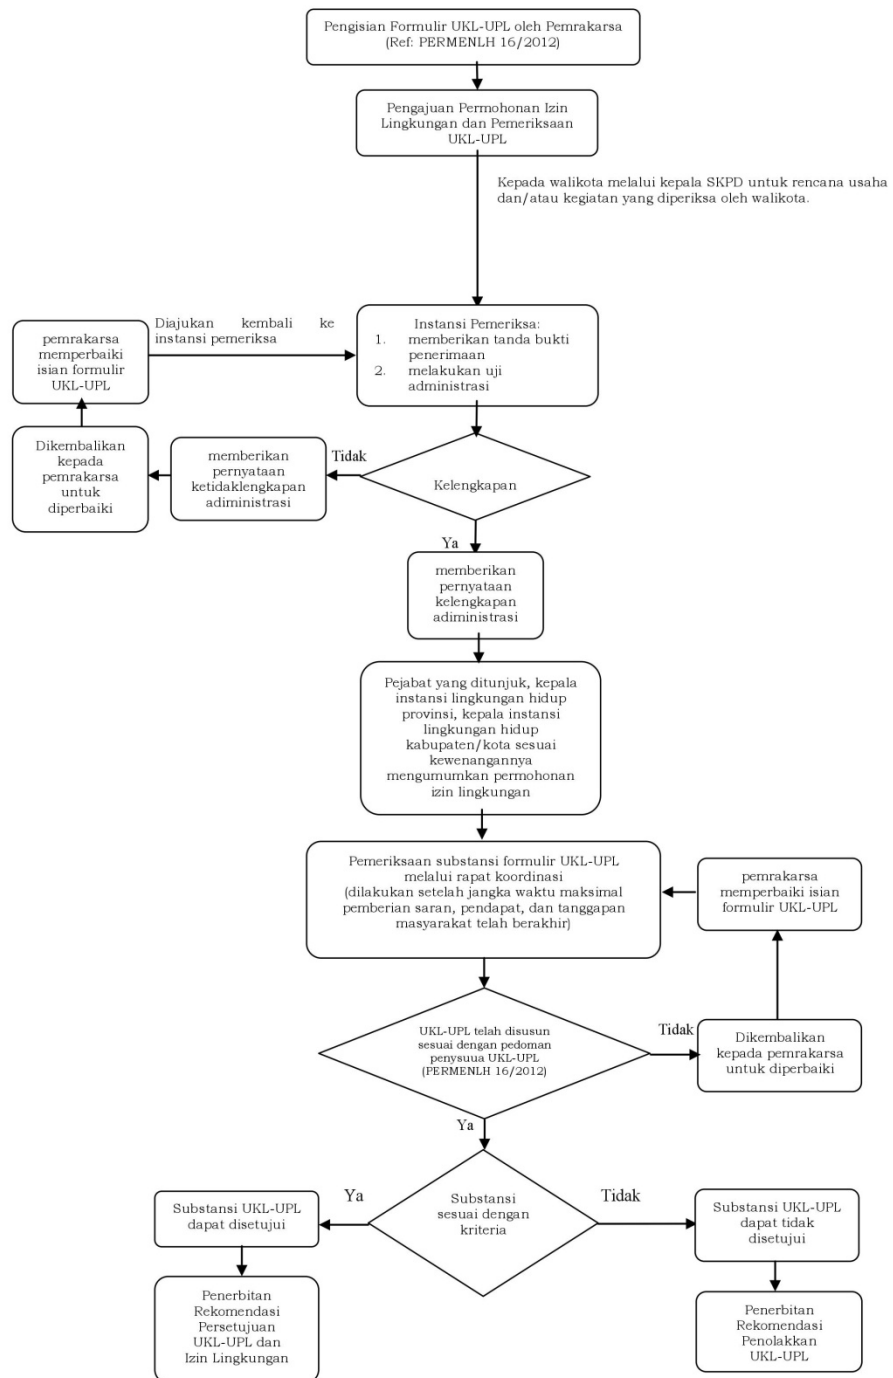 Pengisian Formulir UKL-UPL oleh Pemrakarsa
(Ref: PERMENLH 16/2012)
Pengajuan Permohonan Izin
Lingkungan dan Pemeriksaan
UKL-UPL
Kepada walikota melalui kepala SKPD untuk rencana usaha
dan/atau kegiatan yang diperiksa oleh walikota.
Instansi Pemeriksa:
1. memberikan tanda bukti
penerimaan
2. melakukan uji
administrasi
Diajukan kembali ke
instansi pemeriksa
pemrakarsa
memperbaiki
isian formulir
UKL-UPL
Dikembalikan
kepada
pemrakarsa
untuk
diperbaiki
memberikan
pernyataan
ketidaklengkapan
adiministrasi
Tidak
Kelengkapan
Ya
memberikan
pernyataan
kelengkapan
adiministrasi
Pejabat yang ditunjuk, kepala
instansi lingkungan hidup
provinsi, kepala instansi
lingkungan hidup
kabupaten/kota sesuai
kewenangannya
mengumumkan permohonan
izin lingkungan
Pemeriksaan substansi formulir UKL-UPL
melalui rapat koordinasi
(dilakukan setelah jangka waktu maksimal
pemberian saran, pendapat, dan tanggapan
masyarakat telah berakhir)
pemrakarsa
memperbaiki isian
formulir UKL-UPL
UKL-UPL telah disusun
sesuai dengan pedoman
penysuua UKL-UPL
(PERMENLH 16/2012)
Tidak
Dikembalikan
kepada pemrakarsa
untuk diperbaiki
Ya
Substansi
sesuai dengan
kriteria
Ya
Tidak
Substansi UKL-UPL
dapat disetujui
Substansi UKL-UPL
dapat tidak
disetujui
Penerbitan
Rekomendasi
Persetujuan
UKL-UPL dan
Izin Lingkungan
Penerbitan
Rekomendasi
Penolakkan
UKL-UPL